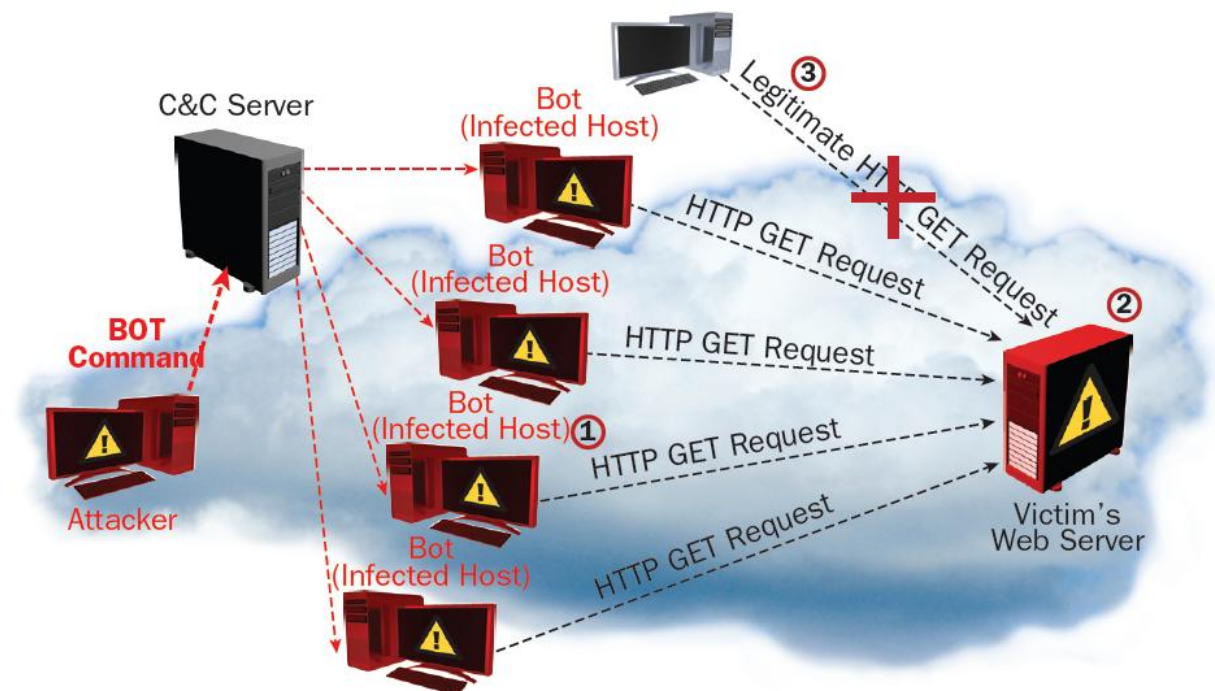 C&C Server
Bot
(Infected Host)
③
Legitimate HTTP GET Request
HTTP GET Request
Bot
(Infected Host)
HTTP GET Request
②
BOT
Command
Bot
(Infected Host)
①
HTTP GET Request
Attacker
Victim's
Web Server
Bot
(Infected Host)
HTTP GET Request